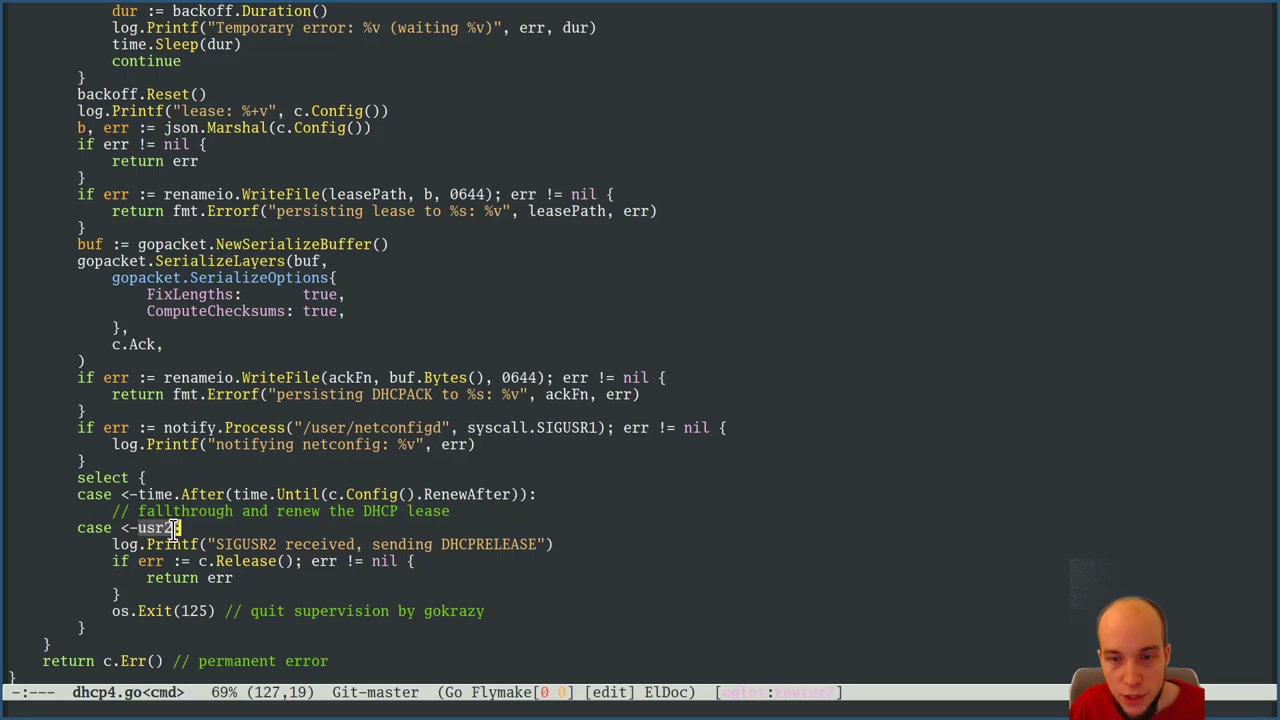 dur := backoff.Duration()
log.Printf("Temporary error: %v (waiting %v)", err, dur)
time.Sleep(dur)
continue
}
backoff.Reset()
log.Printf("lease: %+v", c.Config())
b, err := json.Marshal(c.Config())
if err != nil {
return err
}
if err := renameio.WriteFile(leasePath, b, 0644); err != nil {
return fmt.Errorf("persisting lease to %s: %v", leasePath, err)
}
buf := gopacket.NewSerializeBuffer()
gopacket.SerializeLayers(buf,
gopacket.SerializeOptions{
FixLengths:       true,
ComputeChecksums: true,
},
c.Ack,
)
if err := renameio.WriteFile(ackFn, buf.Bytes(), 0644); err != nil {
return fmt.Errorf("persisting DHCPACK to %s: %v", ackFn, err)
}
if err := notify.Process("/user/netconfigd", syscall.SIGUSR1); err != nil {
log.Printf("notifying netconfig: %v", err)
}
select {
case <-time.After(time.Until(c.Config().RenewAfter)):
// fallthrough and renew the DHCP lease
case <-usr2:
log.Printf("SIGUSR2 received, sending DHCPRELEASE")
if err := c.Release(); err != nil {
return err
}
os.Exit(125) // quit supervision by gokrazy
}
}
return c.Err() // permanent error
}
-:--- dhcp4.go<cmd> 69% (127,19) Git-master (Go Flymake[0 0] [edit] ElDoc) [eglot:router7]